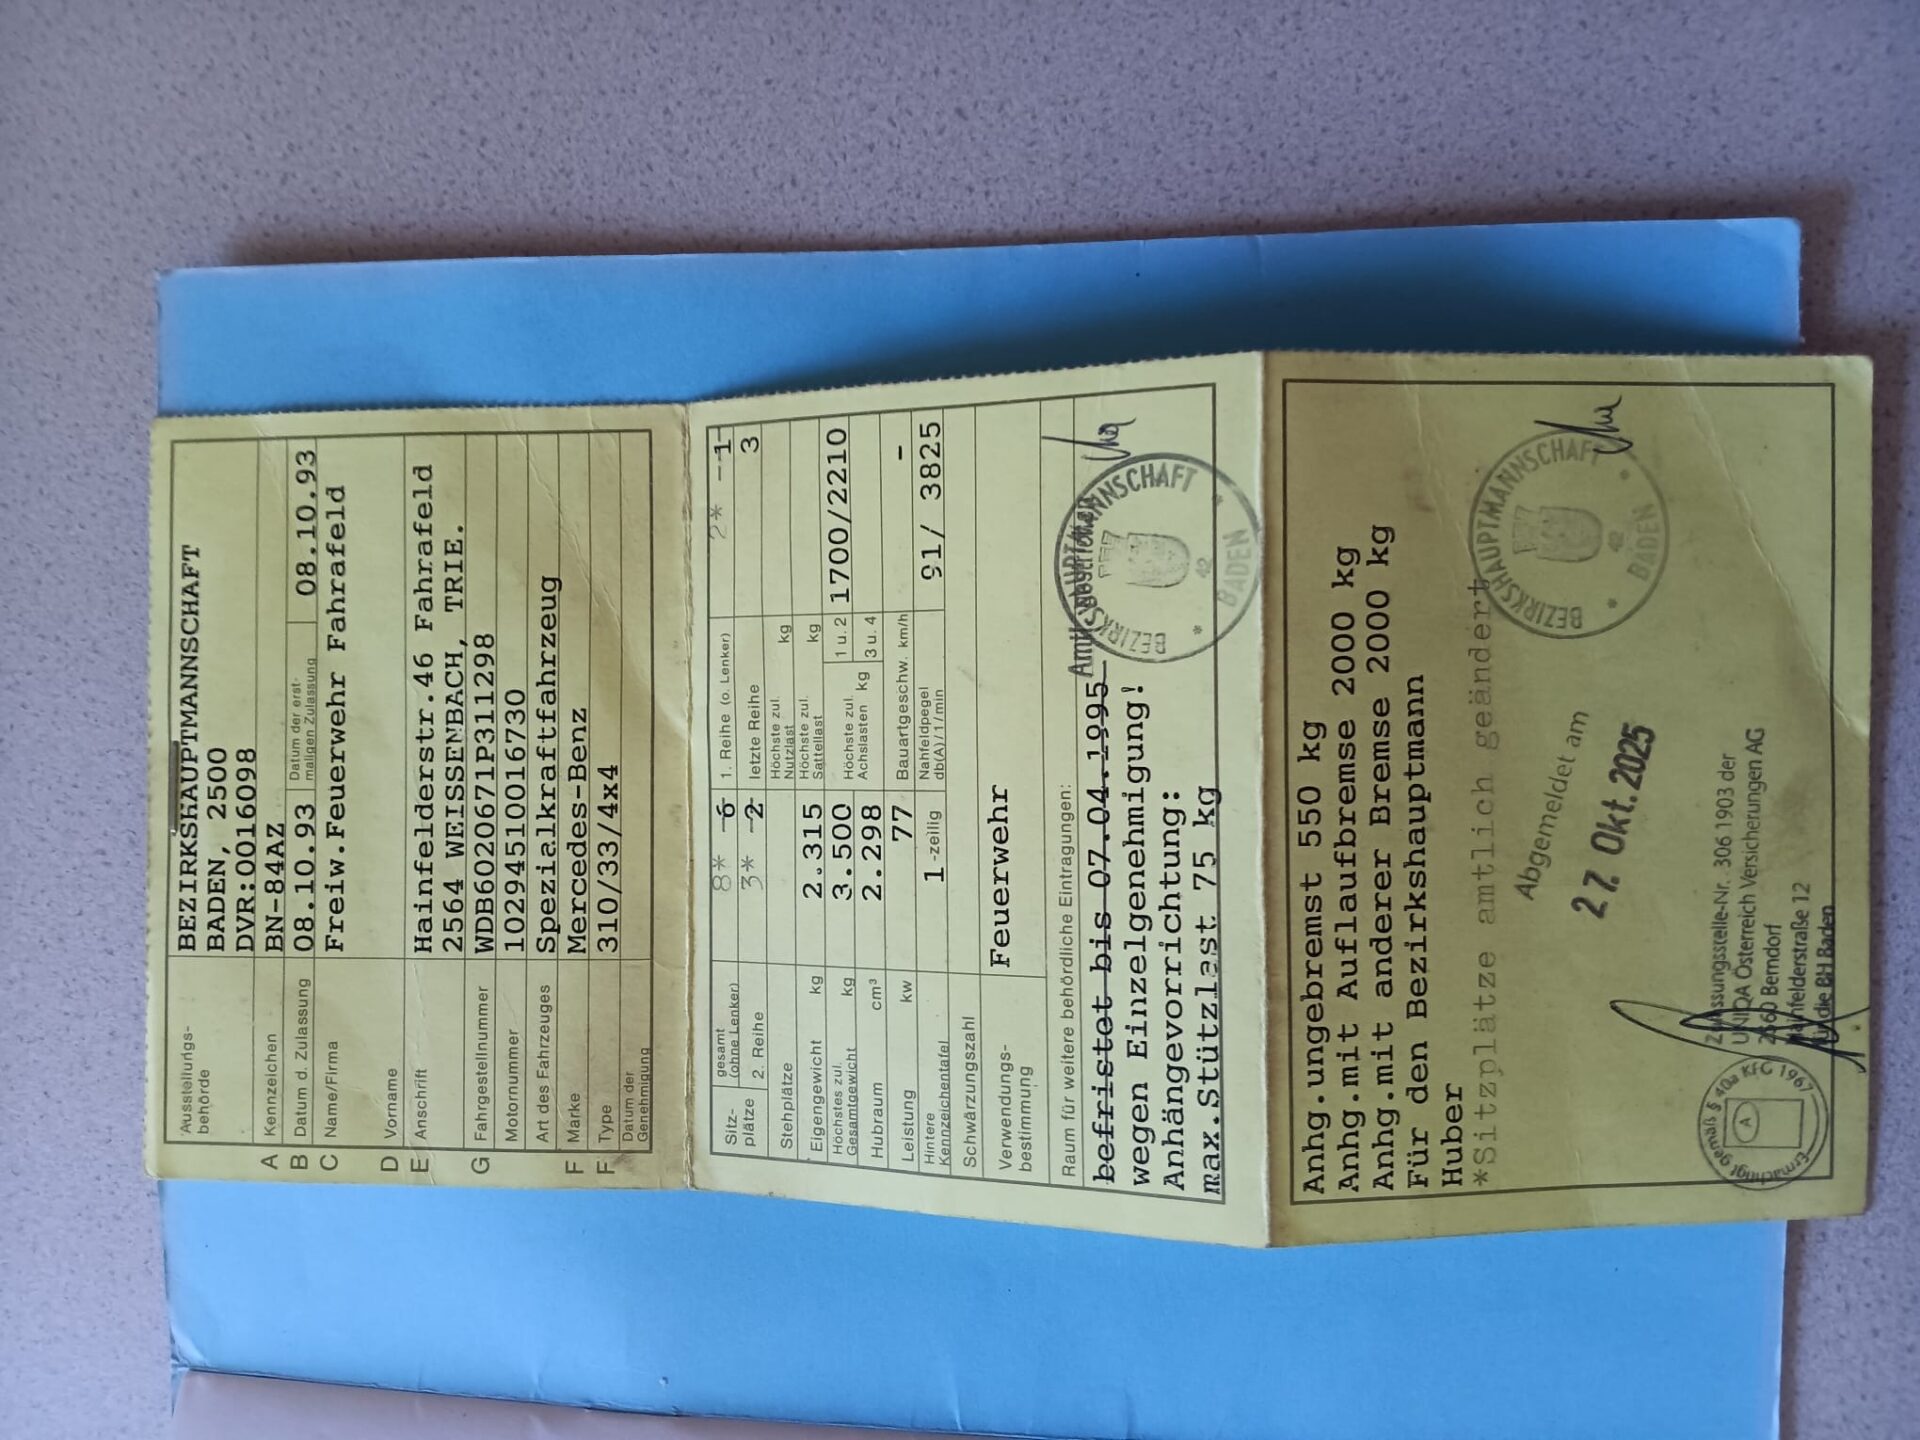 Ausstellungs-
behörde
BEZIRKSHAUPTMANNSCHAFT
BADEN, 2500
DVR:0016098
A Kennzeichen BN-84AZ
B Datum d. Zulassung 08.10.93 Datum der erst-
maligen Zulassung 08.10.93
C Name/Firma Freiw.Feuerwehr Fahrafeld
D Vorname
E Anschrift Hainfelderstr.46 Fahrafeld
2564 WEISSENBACH, TRIE.
G Fahrgestellnummer WDB6020671P311298
Motornummer 10294510016730
Art des Fahrzeuges Spezialkraftfahrzeug
F Marke Mercedes-Benz
F Type 310/33/4x4
Datum der
Genehmigung
Sitz-
plätze
gesamt
(ohne Lenker) 8* 6 1. Reihe (o. Lenker) 2* 1
2. Reihe 3* 2 letzte Reihe 3
Stehplätze Höchste zul.
Nutzlast kg
Eigengewicht kg 2.315 Höchste zul.
Sattellast kg
Höchstes zul.
Gesamtgewicht kg 3.500 Höchste zul.
Achslasten kg 1 u. 2 1700/2210
Hubraum cm³ 2.298 3 u. 4
Leistung kw 77 Bauartgeschw. km/h -
Hintere
Kennzeichentafel 1 -zeilig Nahfeldpegel
db(A)/1/min 91/ 3825
Schwärzungszahl
Verwendungs-
bestimmung Feuerwehr
Raum für weitere behördliche Eintragungen:
befristet bis 07.04.1995 Amtl. gestrichen
wegen Einzelgenehmigung!
Anhängevorrichtung:
max.Stützlast 75 kg
BEZIRKSHAUPTMANNSCHAFT
42
BADEN
Anhg.ungebremst 550 kg
Anhg.mit Auflaufbremse 2000 kg
Anhg.mit anderer Bremse 2000 kg
Für den Bezirkshauptmann
Huber
*Sitzplätze amtlich geändert
BEZIRKSHAUPTMANNSCHAFT
42
BADEN
Abgemeldet am
27. Okt. 2025
Zulassungsstelle-Nr. 306 1903 der
UNIQA Österreich Versicherungen AG
2560 Berndorf
Hainfelderstraße 12
für die BH Baden
Ermächtigt gemäß § 40a KFG 1967
A